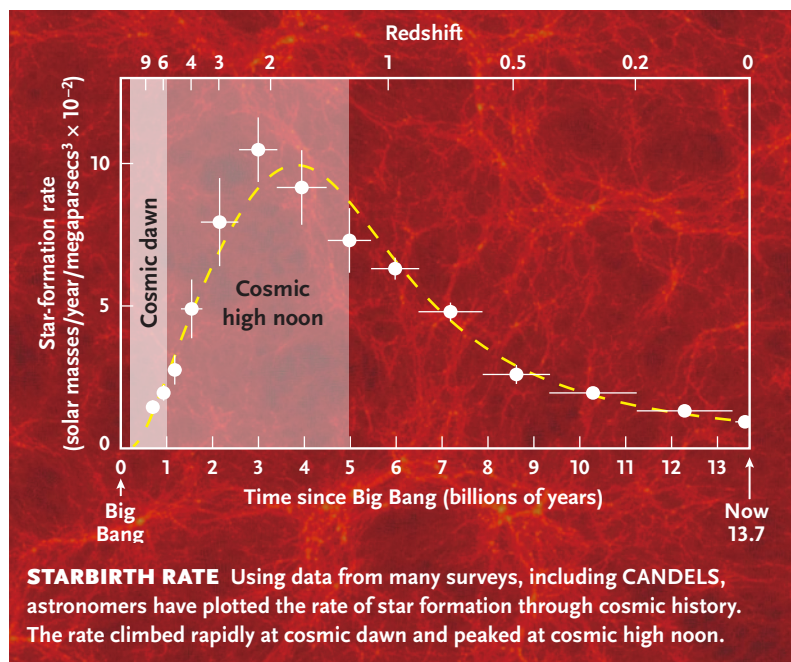 Redshift
9 6 4 3 2 1 0.5 0.2 0
Star-formation rate
(solar masses/year/megaparsecs³ × 10⁻²)
10
5
0
Cosmic dawn
Cosmic
high noon
0 1 2 3 4 5 6 7 8 9 10 11 12 13
Time since Big Bang (billions of years)
Big
Bang
Now
13.7
STARBIRTH RATE Using data from many surveys, including CANDELS,
astronomers have plotted the rate of star formation through cosmic history.
The rate climbed rapidly at cosmic dawn and peaked at cosmic high noon.